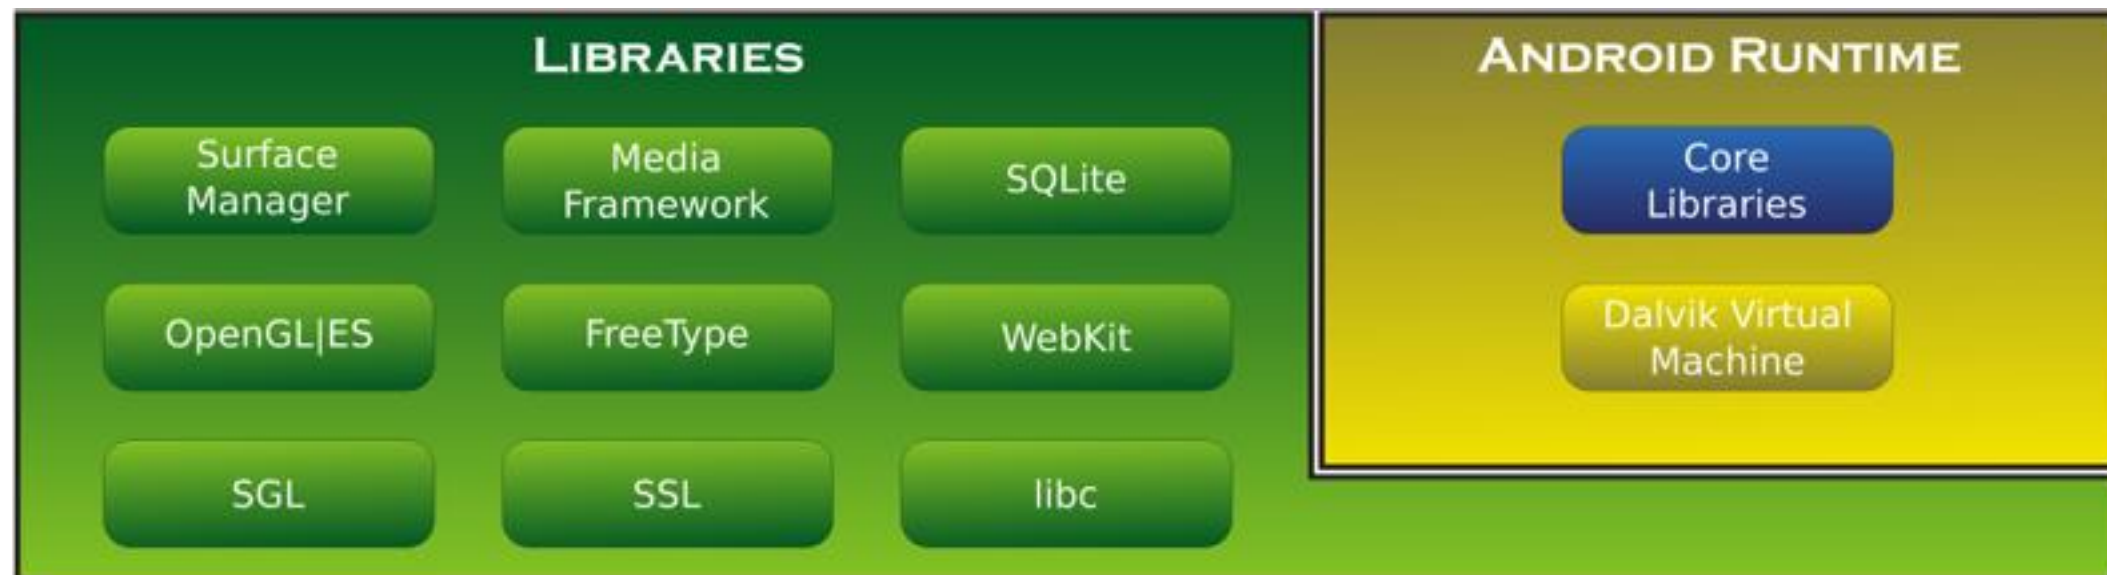 LIBRARIES
Surface
Manager
Media
Framework
SQLite
OpenGL|ES
FreeType
WebKit
SGL
SSL
libc
ANDROID RUNTIME
Core
Libraries
Dalvik Virtual
Machine